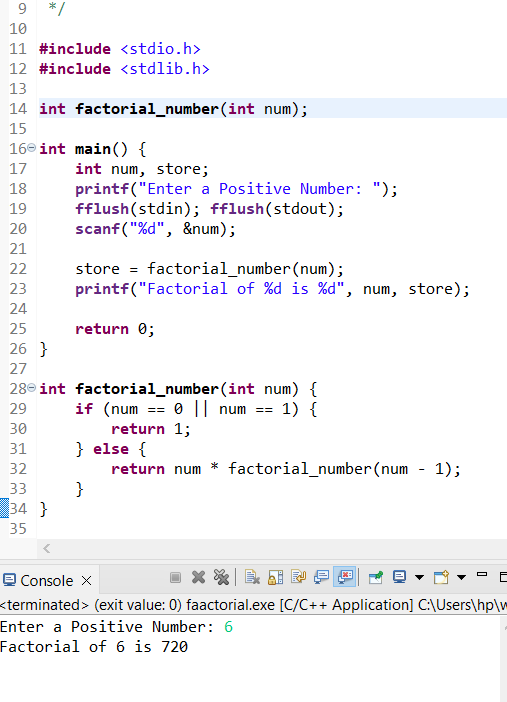 9 */
10
11 #include <stdio.h>
12 #include <stdlib.h>
13
14 int factorial_number(int num);
15
16 int main() {
17 int num, store;
18 printf("Enter a Positive Number: ");
19 fflush(stdin); fflush(stdout);
20 scanf("%d", &num);
21
22 store = factorial_number(num);
23 printf("Factorial of %d is %d", num, store);
24
25 return 0;
26 }
27
28 int factorial_number(int num) {
29 if (num == 0 || num == 1) {
30 return 1;
31 } else {
32 return num * factorial_number(num - 1);
33 }
34 }
35
Console
<terminated> (exit value: 0) faactorial.exe [C/C++ Application] C:\Users\hp\
Enter a Positive Number: 6
Factorial of 6 is 720